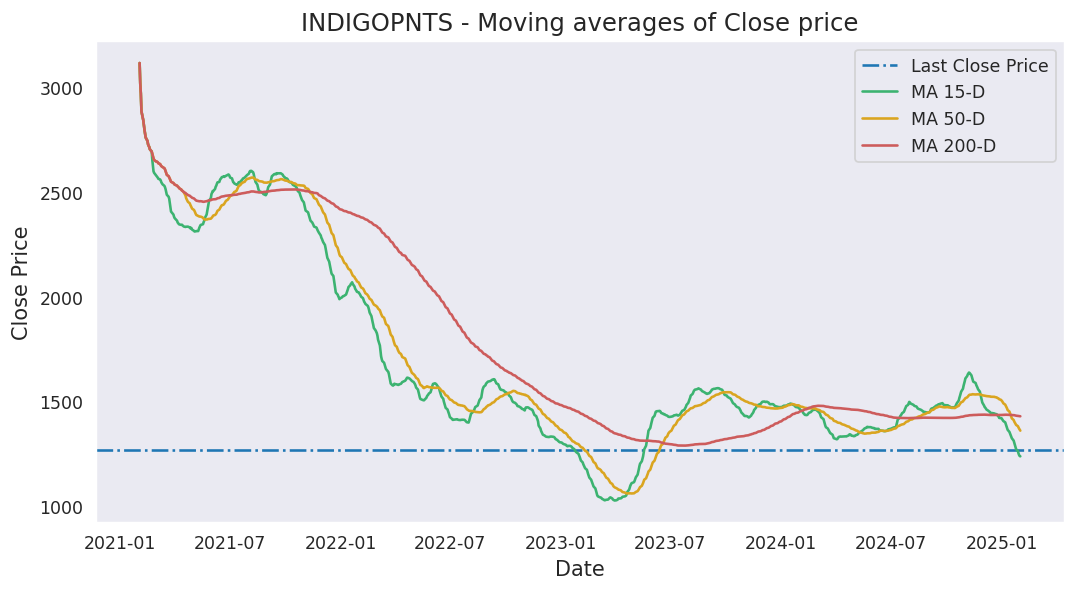 INDIGOPNTS - Moving averages of Close price
Last Close Price
MA 15-D
MA 50-D
MA 200-D
Close Price
3000
2500
2000
1500
1000
2021-01 2021-07 2022-01 2022-07 2023-01 2023-07 2024-01 2024-07 2025-01
Date